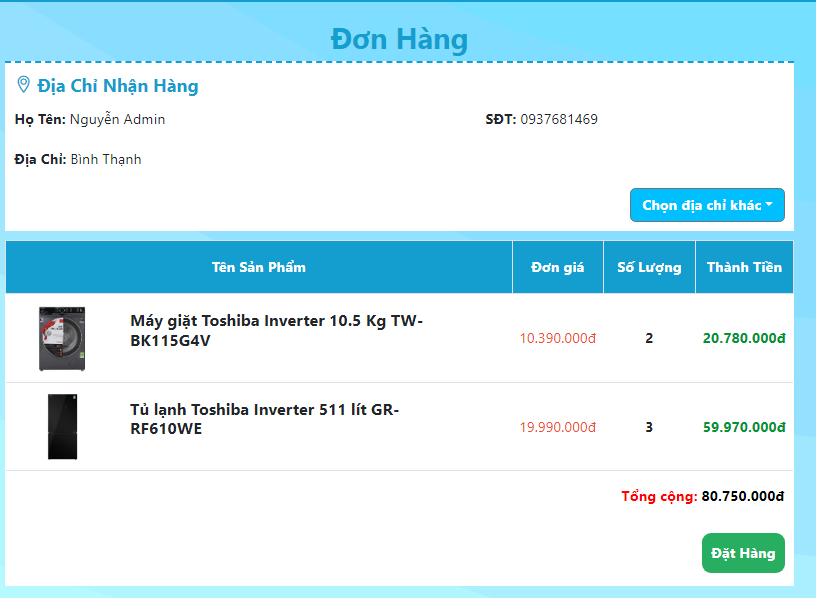 Đơn Hàng
Địa Chỉ Nhận Hàng
Họ Tên: Nguyễn Admin
SĐT: 0937681469
Địa Chỉ: Bình Thạnh
Chọn địa chỉ khác
Tên Sản Phẩm Đơn giá Số Lượng Thành Tiền
Máy giặt Toshiba Inverter 10.5 Kg TW-
BK115G4V
10.390.000đ 2 20.780.000đ
Tủ lạnh Toshiba Inverter 511 lít GR-
RF610WE
19.990.000đ 3 59.970.000đ
Tổng cộng: 80.750.000đ
Đặt Hàng